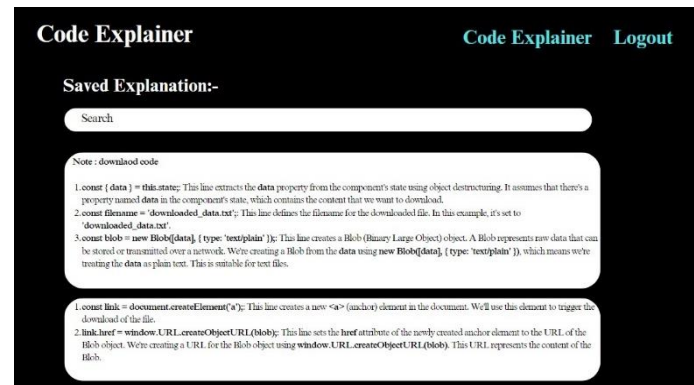 Code Explainer
Code Explainer Logout
Saved Explanation:-
Search
Note : downlaod code
1. const { data } = this.state;: This line extracts the data property from the component's state using object destructuring. It assumes that there's a
property named data in the component's state, which contains the content that we want to download.
2. const filename = 'downloaded_data.txt';: This line defines the filename for the downloaded file. In this example, it's set to
'downloaded_data.txt'.
3. const blob = new Blob([data], { type: 'text/plain' });: This line creates a Blob (Binary Large Object) object. A Blob represents raw data that can
be stored or transmitted over a network. We're creating a Blob from the data using new Blob([data], { type: 'text/plain' }), which means we're
treating the data as plain text. This is suitable for text files.
1. const link = document.createElement('a');: This line creates a new <a> (anchor) element in the document. We'll use this element to trigger the
download of the file.
2. link.href = window.URL.createObjectURL(blob);: This line sets the href attribute of the newly created anchor element to the URL of the
Blob object. We're creating a URL for the Blob object using window.URL.createObjectURL(blob). This URL represents the content of the
Blob.